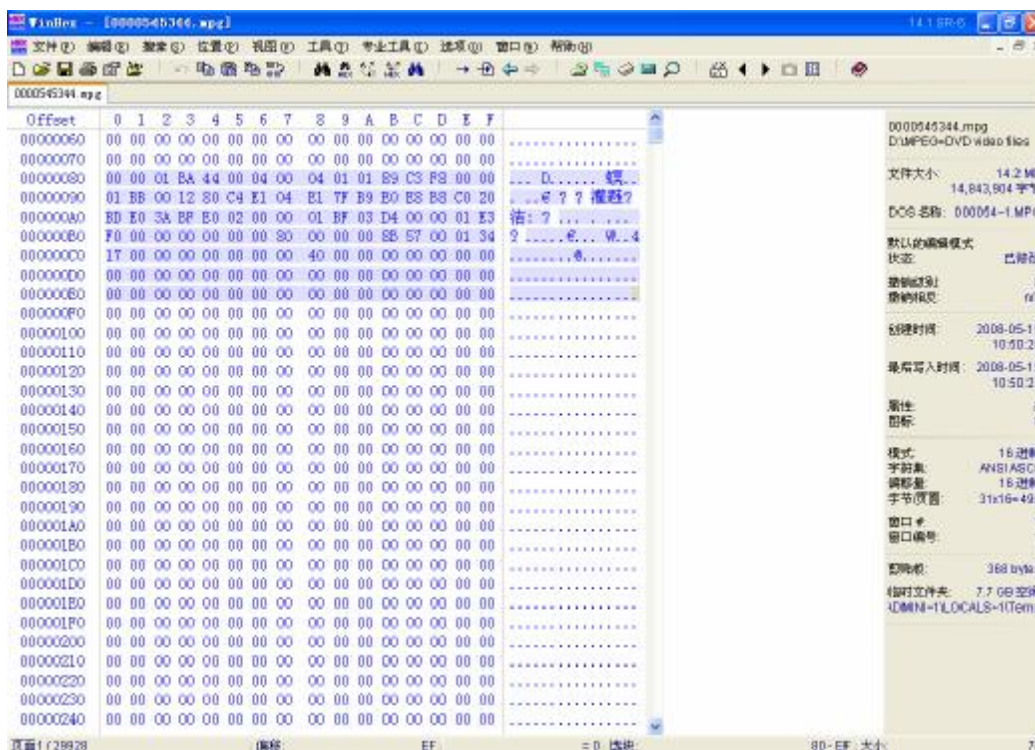 WinHex - [0000545344.mpg] 14.1 SR-6
文件(F) 编辑(E) 搜索(S) 位置(P) 视图(V) 工具(T) 专业工具(I) 选项(O) 窗口(W) 帮助(H)
0000545344.mpg
Offset 0 1 2 3 4 5 6 7 8 9 A B C D E F
00000060 00 00 00 00 00 00 00 00 00 00 00 00 00 00 00 00 ................
00000070 00 00 00 00 00 00 00 00 00 00 00 00 00 00 00 00 ................
00000080 00 00 01 BA 44 00 04 00 04 01 01 89 C3 F8 00 00
00000090 01 BB 00 12 80 C4 E1 04 E1 7F B9 E0 E8 B8 C0 20
000000A0 BD E0 3A BF E0 02 00 00 01 BF 03 D4 00 00 01 E3
000000B0 F0 00 00 00 00 00 00 80 00 00 00 8B 57 00 01 34
000000C0 17 00 00 00 00 00 00 00 40 00 00 00 00 00 00 00 ........@.......
000000D0 00 00 00 00 00 00 00 00 00 00 00 00 00 00 00 00 ................
000000E0 00 00 00 00 00 00 00 00 00 00 00 00 00 00 00 00 ................
000000F0 00 00 00 00 00 00 00 00 00 00 00 00 00 00 00 00 ................
00000100 00 00 00 00 00 00 00 00 00 00 00 00 00 00 00 00 ................
00000110 00 00 00 00 00 00 00 00 00 00 00 00 00 00 00 00 ................
00000120 00 00 00 00 00 00 00 00 00 00 00 00 00 00 00 00 ................
00000130 00 00 00 00 00 00 00 00 00 00 00 00 00 00 00 00 ................
00000140 00 00 00 00 00 00 00 00 00 00 00 00 00 00 00 00 ................
00000150 00 00 00 00 00 00 00 00 00 00 00 00 00 00 00 00 ................
00000160 00 00 00 00 00 00 00 00 00 00 00 00 00 00 00 00 ................
00000170 00 00 00 00 00 00 00 00 00 00 00 00 00 00 00 00 ................
00000180 00 00 00 00 00 00 00 00 00 00 00 00 00 00 00 00 ................
00000190 00 00 00 00 00 00 00 00 00 00 00 00 00 00 00 00 ................
000001A0 00 00 00 00 00 00 00 00 00 00 00 00 00 00 00 00 ................
000001B0 00 00 00 00 00 00 00 00 00 00 00 00 00 00 00 00 ................
000001C0 00 00 00 00 00 00 00 00 00 00 00 00 00 00 00 00 ................
000001D0 00 00 00 00 00 00 00 00 00 00 00 00 00 00 00 00 ................
000001E0 00 00 00 00 00 00 00 00 00 00 00 00 00 00 00 00 ................
000001F0 00 00 00 00 00 00 00 00 00 00 00 00 00 00 00 00 ................
00000200 00 00 00 00 00 00 00 00 00 00 00 00 00 00 00 00 ................
00000210 00 00 00 00 00 00 00 00 00 00 00 00 00 00 00 00 ................
00000220 00 00 00 00 00 00 00 00 00 00 00 00 00 00 00 00 ................
00000230 00 00 00 00 00 00 00 00 00 00 00 00 00 00 00 00 ................
00000240 00 00 00 00 00 00 00 00 00 00 00 00 00 00 00 00 ................
0000545344.mpg
D:\MPEG=DVD video files
文件大小: 14.2 M
14,843,904 字
DOS 名称: 000054~1.MP
默认的编辑模式
状态: 已修改
撤销级别:
撤销相反:
创建时间: 2008-05-1
10:50:2
最后写入时间: 2008-05-1
10:50:2
属性:
图标:
模式: 16 进制
字符集: ANSI ASC
偏移量: 16 进制
字节/页面: 31x16=49
窗口 #:
窗口编号:
剪贴板: 368 byte
临时文件夹: 7.7 GB 空
\ADMINI~1\LOCALS~1\Tem
页面1 (29928 偏移: EF = 0 选块: 80 - EF 大小: